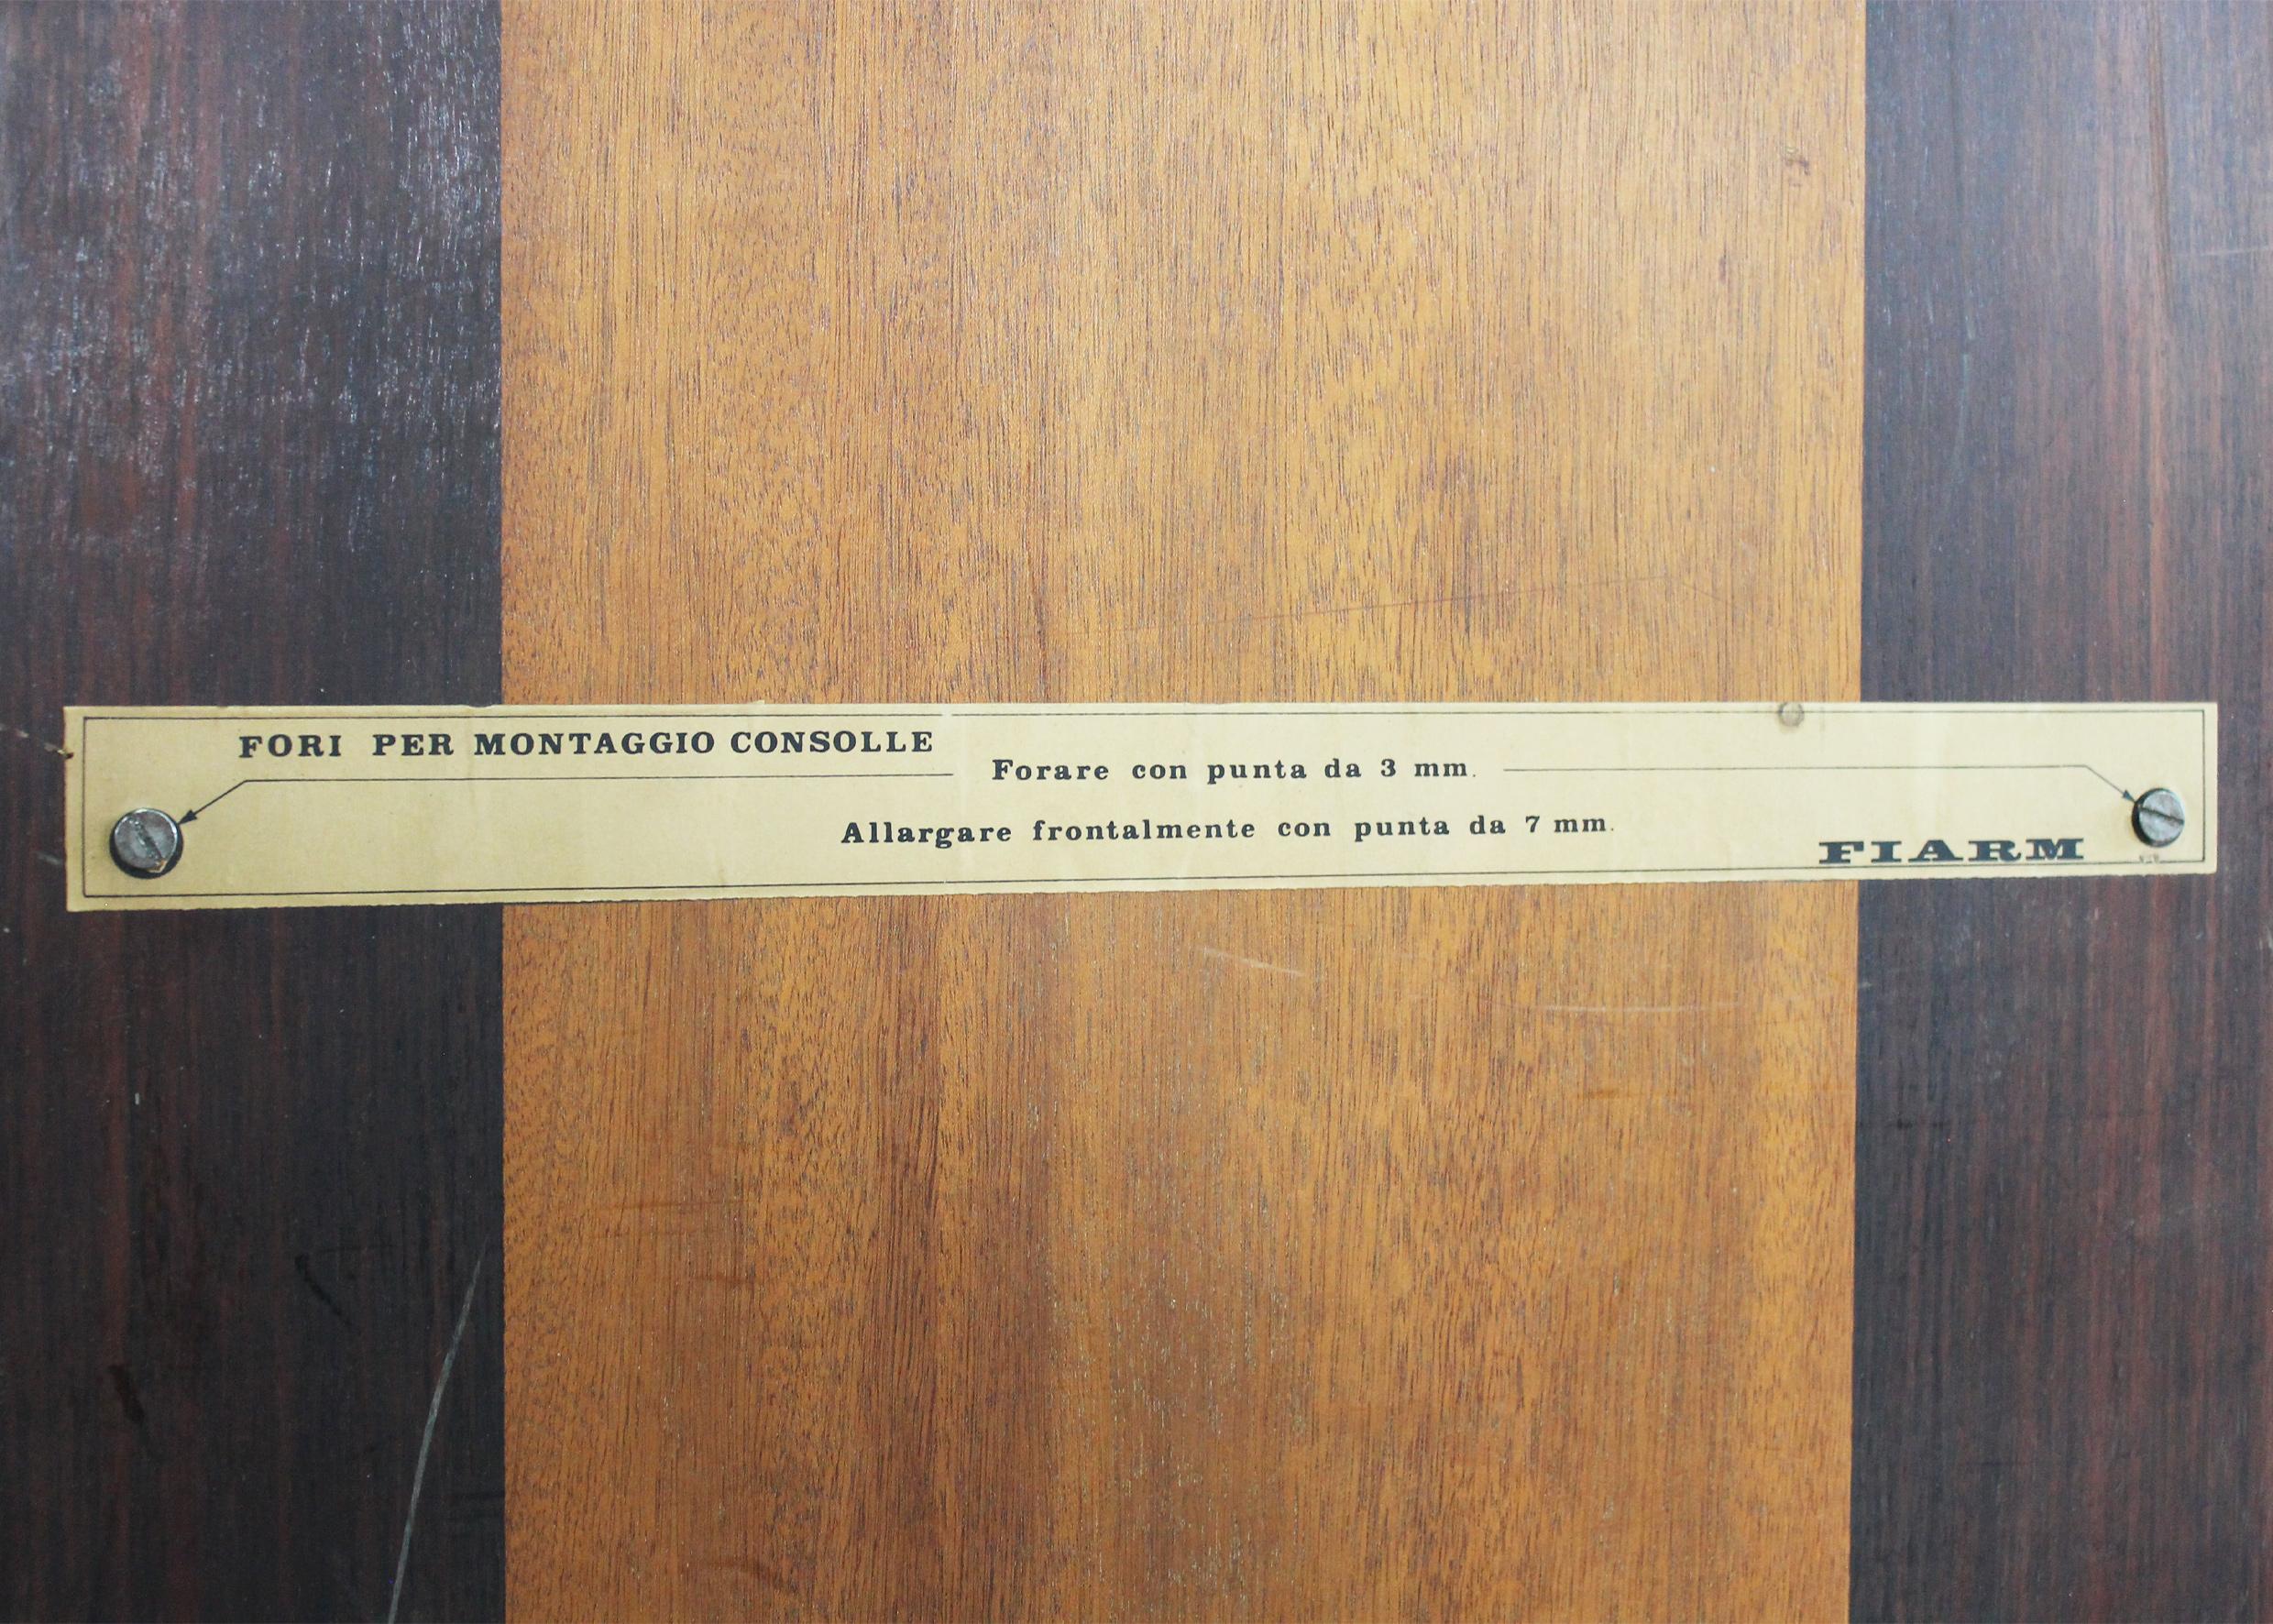 FORI PER MONTAGGIO CONSOLLE
Forare con punta da 3 mm.
Allargare frontalmente con punta da 7 mm.
FIARM